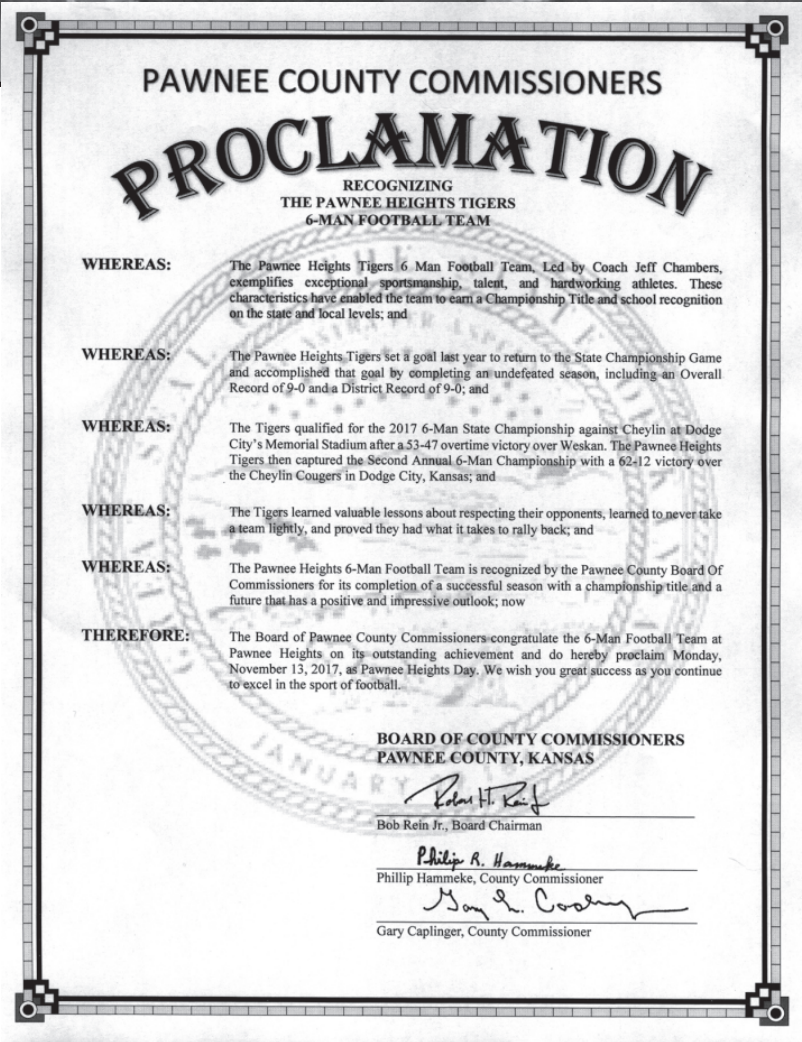 PAWNEE COUNTY COMMISSIONERS
PROCLAMATION
RECOGNIZING
THE PAWNEE HEIGHTS TIGERS
6-MAN FOOTBALL TEAM
WHEREAS: The Pawnee Heights Tigers 6 Man Football Team, Led by Coach Jeff Chambers,
exemplifies exceptional sportsmanship, talent, and hardworking athletes. These
characteristics have enabled the team to earn a Championship Title and school recognition
on the state and local levels; and
WHEREAS: The Pawnee Heights Tigers set a goal last year to return to the State Championship Game
and accomplished that goal by completing an undefeated season, including an Overall
Record of 9-0 and a District Record of 9-0; and
WHEREAS: The Tigers qualified for the 2017 6-Man State Championship against Cheylin at Dodge
City's Memorial Stadium after a 53-47 overtime victory over Weskan. The Pawnee Heights
Tigers then captured the Second Annual 6-Man Championship with a 62-12 victory over
the Cheylin Cougers in Dodge City, Kansas; and
WHEREAS: The Tigers learned valuable lessons about respecting their opponents, learned to never take
a team lightly, and proved they had what it takes to rally back; and
WHEREAS: The Pawnee Heights 6-Man Football Team is recognized by the Pawnee County Board Of
Commissioners for its completion of a successful season with a championship title and a
future that has a positive and impressive outlook; now
THEREFORE: The Board of Pawnee County Commissioners congratulate the 6-Man Football Team at
Pawnee Heights on its outstanding achievement and do hereby proclaim Monday,
November 13, 2017, as Pawnee Heights Day. We wish you great success as you continue
to excel in the sport of football.
JANUARY
BOARD OF COUNTY COMMISSIONERS
PAWNEE COUNTY, KANSAS
Bob Rein Jr., Board Chairman
Philip R. Hammeke
Phillip Hammeke, County Commissioner
Gary Caplinger, County Commissioner